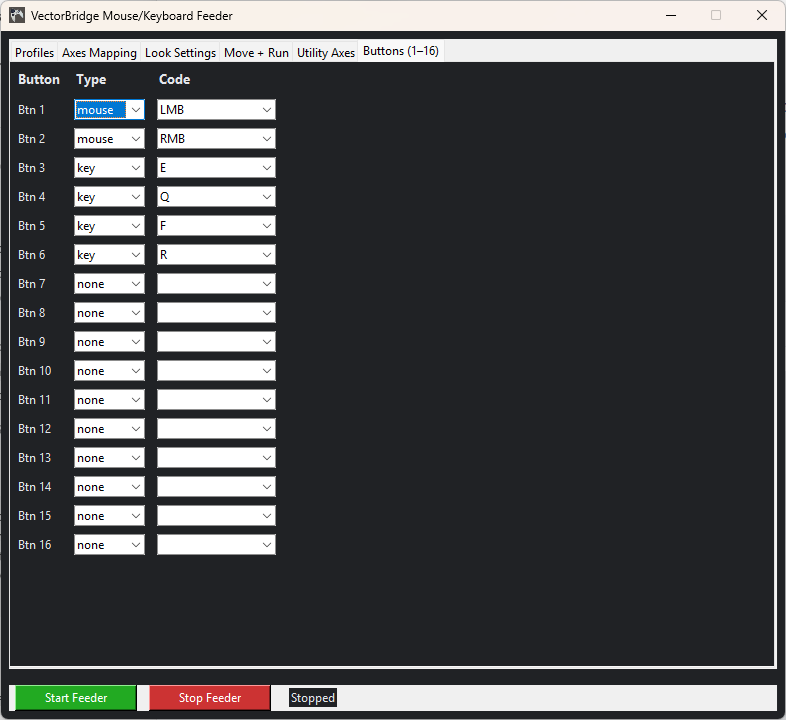 VectorBridge Mouse/Keyboard Feeder
Profiles Axes Mapping Look Settings Move + Run Utility Axes Buttons (1–16)
Button Type Code
Btn 1 mouse LMB
Btn 2 mouse RMB
Btn 3 key E
Btn 4 key Q
Btn 5 key F
Btn 6 key R
Btn 7 none
Btn 8 none
Btn 9 none
Btn 10 none
Btn 11 none
Btn 12 none
Btn 13 none
Btn 14 none
Btn 15 none
Btn 16 none
Start Feeder Stop Feeder Stopped